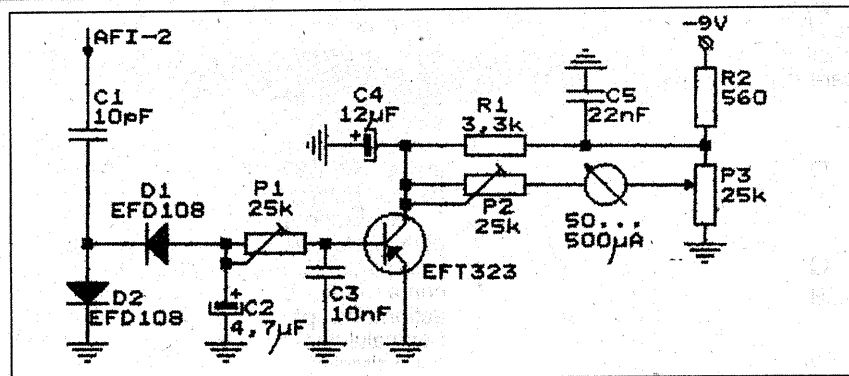 AFI-2
-9V
C1
10pF
C4
12µF
+
R1
3,3k
C5
22nF
R2
560
D1
EFD108
P1
25k
P2
25k
50...
500µA
P3
25k
EFT323
D2
EFD108
+
C2
4,7µF
C3
10nF